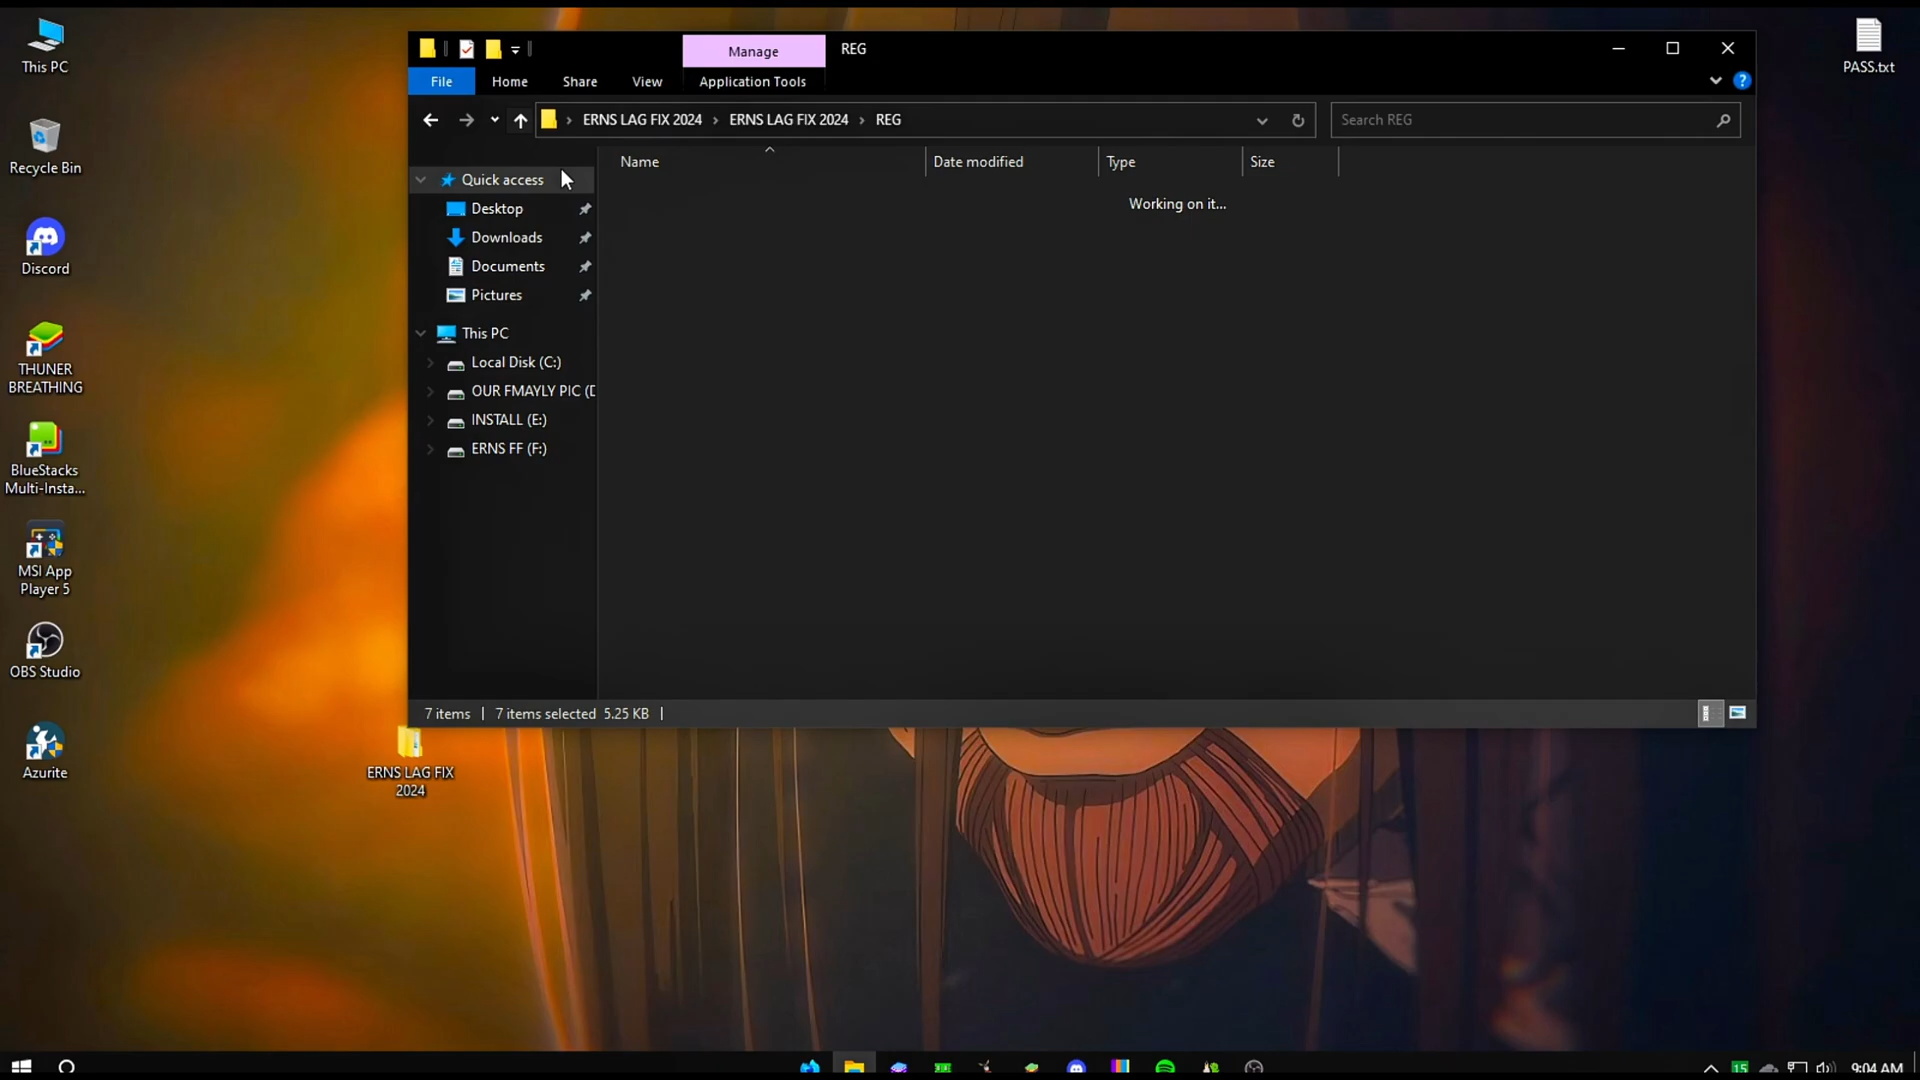 This PC
Recycle Bin
Discord
THUNER
BREATHING
BlueStacks
Multi-Insta...
MSI App
Player 5
OBS Studio
Azurite
ERNS LAG FIX
2024
PASS.txt
Manage
REG
File
Home
Share
View
Application Tools
ERNS LAG FIX 2024 › ERNS LAG FIX 2024 › REG
Search REG
Name
Date modified
Type
Size
Working on it...
Quick access
Desktop
Downloads
Documents
Pictures
This PC
Local Disk (C:)
OUR FMAYLY PIC (D
INSTALL (E:)
ERNS FF (F:)
7 items
7 items selected 5.25 KB
15
9:04 AM